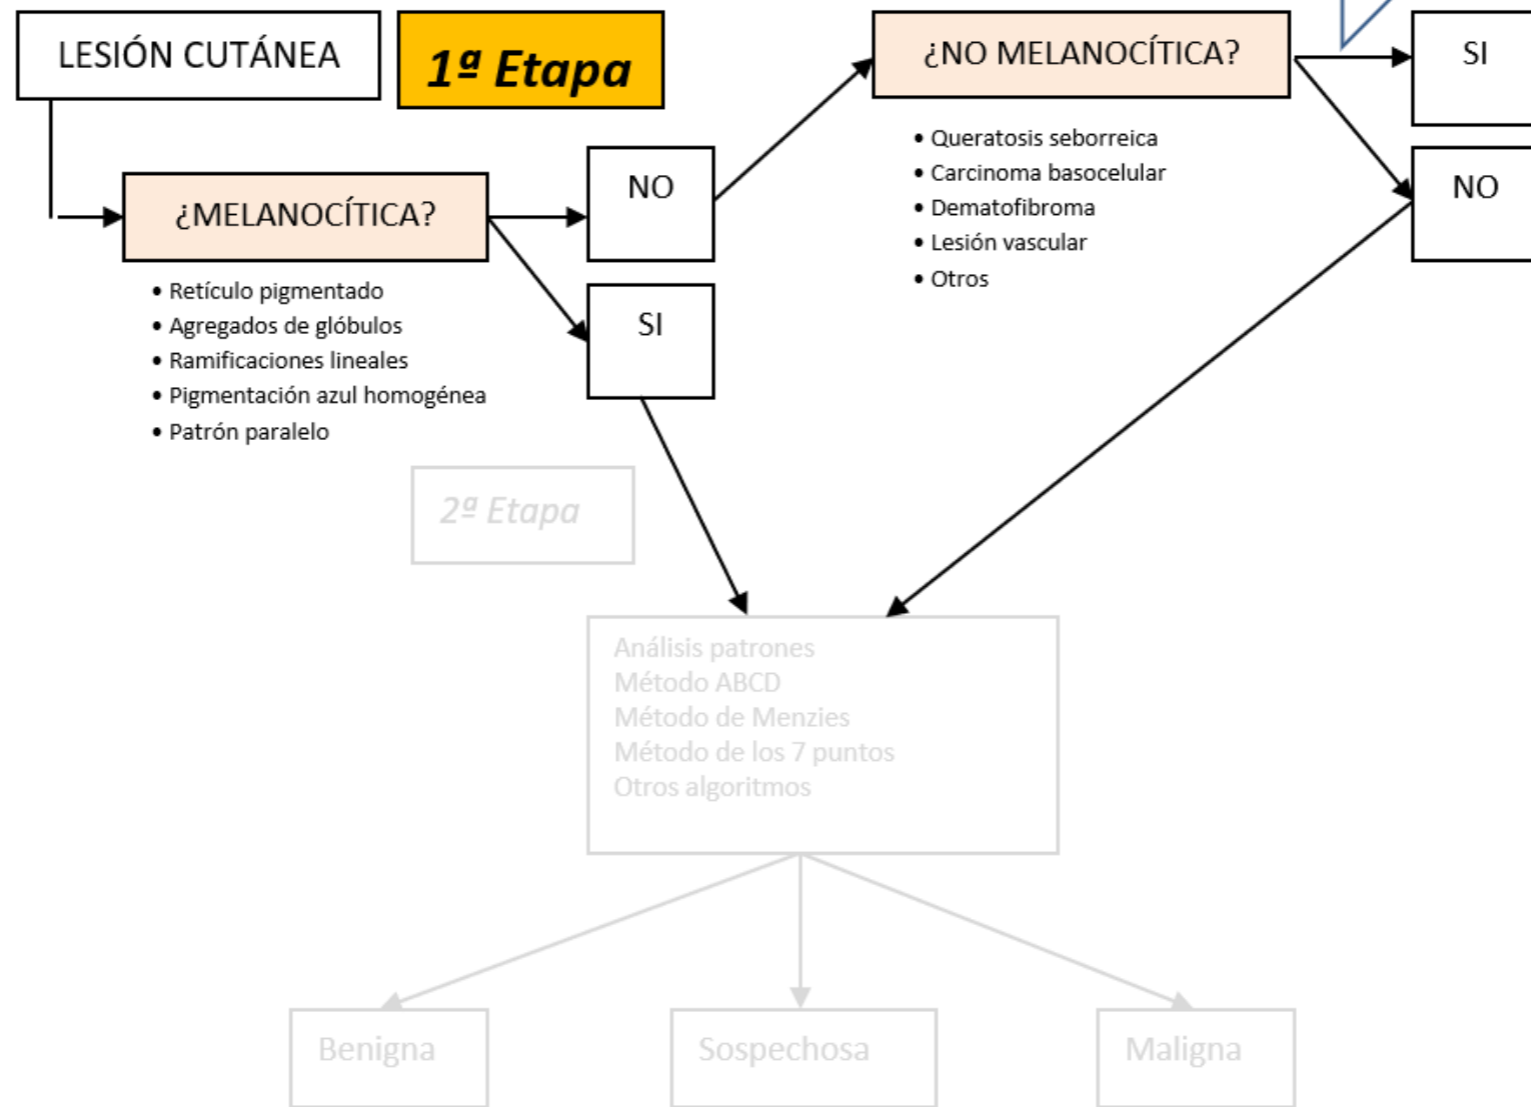 LESIÓN CUTÁNEA
1ª Etapa
¿NO MELANOCÍTICA?
SI
• Queratosis seborreica
• Carcinoma basocelular
• Dematofibroma
• Lesión vascular
• Otros
NO
¿MELANOCÍTICA?
NO
• Retículo pigmentado
• Agregados de glóbulos
• Ramificaciones lineales
• Pigmentación azul homogénea
• Patrón paralelo
SI
2ª Etapa
Análisis patrones
Método ABCD
Método de Menzies
Método de los 7 puntos
Otros algoritmos
Benigna
Sospechosa
Maligna